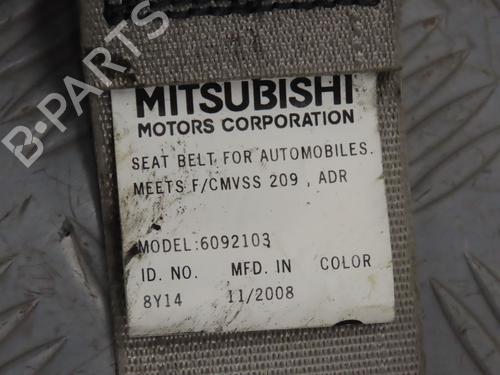 B-PARTS
MITSUBISHI
MOTORS CORPORATION
SEAT BELT FOR AUTOMOBILES.
MEETS F/CMVSS 209 , ADR
MODEL:6092103
ID. NO. MFD. IN COLOR
8Y14 11/2008